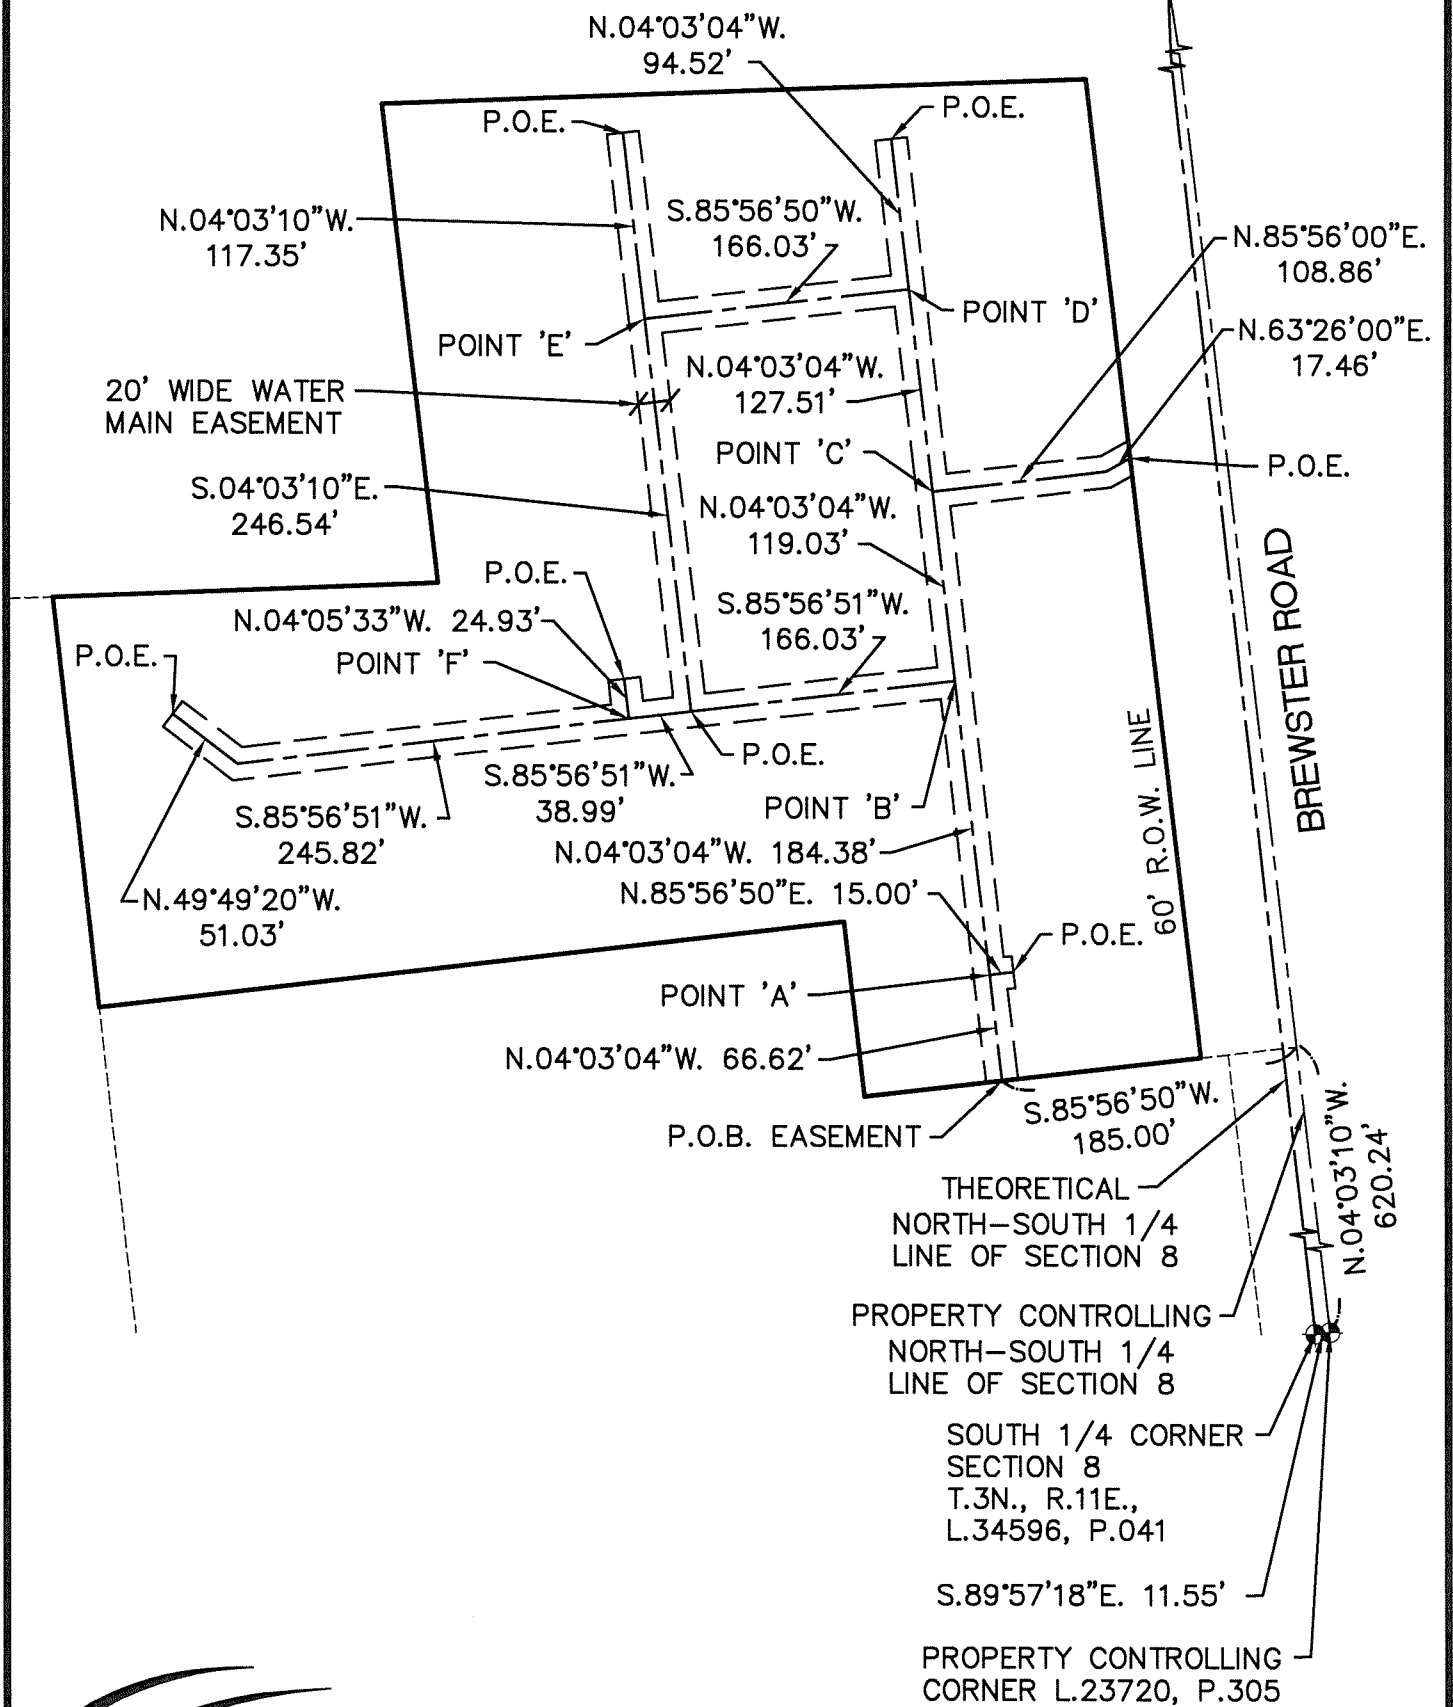 N.04°03'04"W.
94.52'
P.O.E.
P.O.E.
N.04°03'10"W.
117.35'
S.85°56'50"W.
166.03'
N.85°56'00"E.
108.86'
POINT 'D'
POINT 'E'
N.63°26'00"E.
17.46'
20' WIDE WATER
MAIN EASEMENT
N.04°03'04"W.
127.51'
POINT 'C'
P.O.E.
S.04°03'10"E.
246.54'
N.04°03'04"W.
119.03'
P.O.E.
N.04°05'33"W. 24.93'
S.85°56'51"W.
166.03'
P.O.E.
POINT 'F'
BREWSTER ROAD
60' R.O.W. LINE
P.O.E.
S.85°56'51"W.
38.99'
POINT 'B'
S.85°56'51"W.
245.82'
N.04°03'04"W. 184.38'
N.85°56'50"E. 15.00'
N.49°49'20"W.
51.03'
P.O.E.
POINT 'A'
N.04°03'04"W. 66.62'
S.85°56'50"W.
185.00'
P.O.B. EASEMENT
N.04°03'10"W.
620.24'
THEORETICAL
NORTH-SOUTH 1/4
LINE OF SECTION 8
PROPERTY CONTROLLING
NORTH-SOUTH 1/4
LINE OF SECTION 8
SOUTH 1/4 CORNER
SECTION 8
T.3N., R.11E.,
L.34596, P.041
S.89°57'18"E. 11.55'
PROPERTY CONTROLLING
CORNER L.23720, P.305